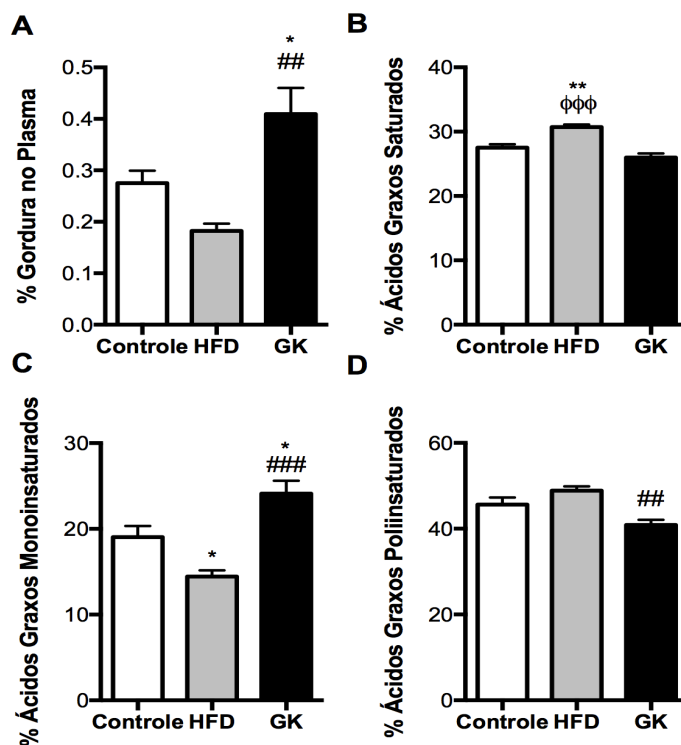 A
% Gordura no Plasma
0.5
0.4
0.3
0.2
0.1
0.0
*
##
Controle HFD GK
B
% Ácidos Graxos Saturados
40
30
20
10
0
**
ϕϕϕ
Controle HFD GK
C
% Ácidos Graxos Monoinsaturados
30
20
10
0
*
*
###
Controle HFD GK
D
% Ácidos Graxos Poliinsaturados
60
40
20
0
##
Controle HFD GK